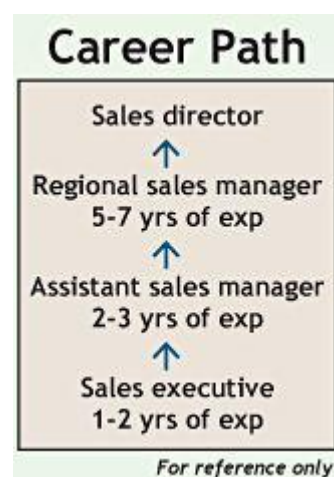 Career Path
Sales director
Regional sales manager
5-7 yrs of exp
Assistant sales manager
2-3 yrs of exp
Sales executive
1-2 yrs of exp
For reference only